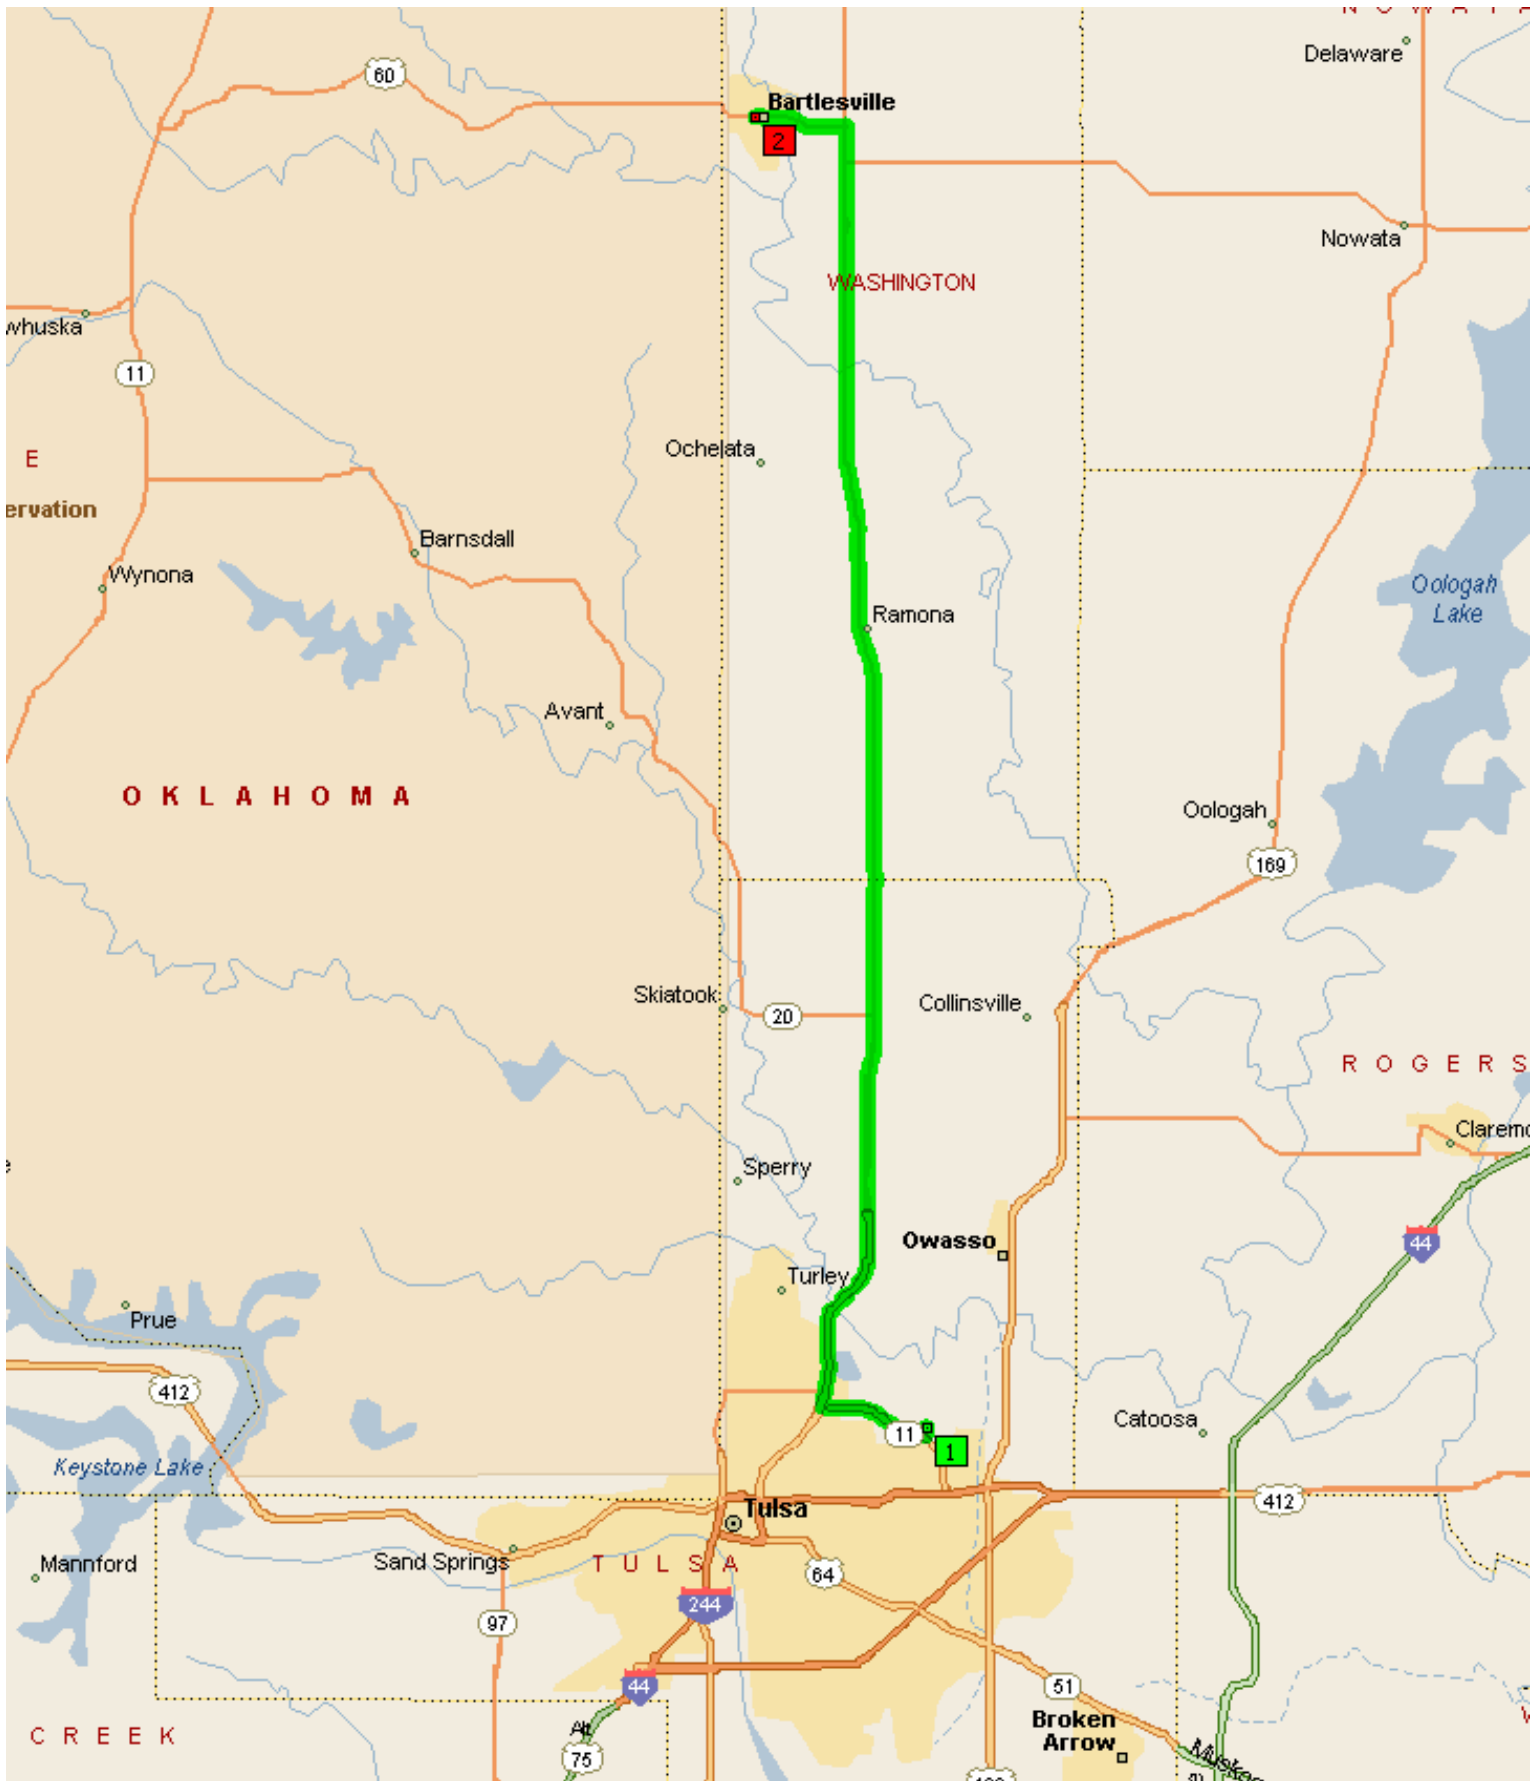 N O W A T A
Delaware
60
Bartlesville
2
Nowata
WASHINGTON
whuska
11
Ochelata
E
ervation
Barnsdall
Wynona
Oologah
Lake
Ramona
Avant
OKLAHOMA
Oologah
169
Skiatook
20
Collinsville
ROGERS
Claremo
Sperry
Owasso
44
Turley
Prue
412
Catoosa
11
1
Keystone Lake
412
Tulsa
Mannford
Sand Springs
TULSA
64
244
97
44
51
Broken
Arrow
CREEK
Alt
75